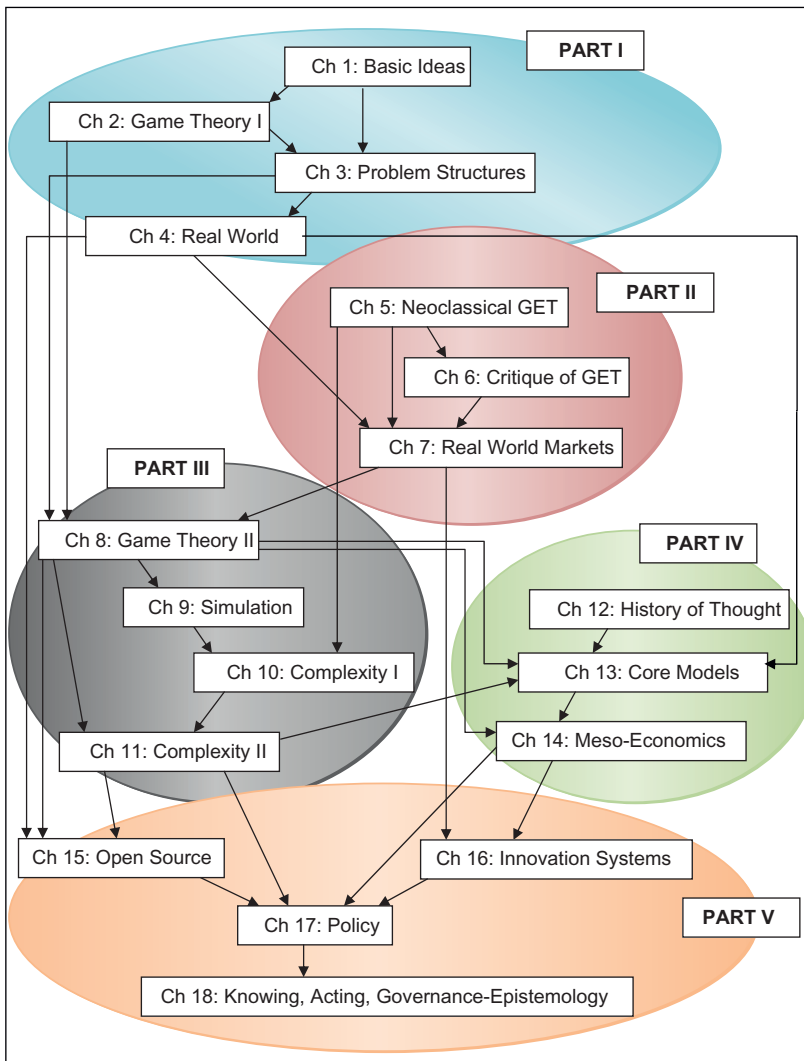 PART I
Ch 1: Basic Ideas
Ch 2: Game Theory I
Ch 3: Problem Structures
Ch 4: Real World
PART II
Ch 5: Neoclassical GET
Ch 6: Critique of GET
Ch 7: Real World Markets
PART III
Ch 8: Game Theory II
Ch 9: Simulation
Ch 10: Complexity I
Ch 11: Complexity II
PART IV
Ch 12: History of Thought
Ch 13: Core Models
Ch 14: Meso-Economics
Ch 15: Open Source
Ch 16: Innovation Systems
PART V
Ch 17: Policy
Ch 18: Knowing, Acting, Governance-Epistemology